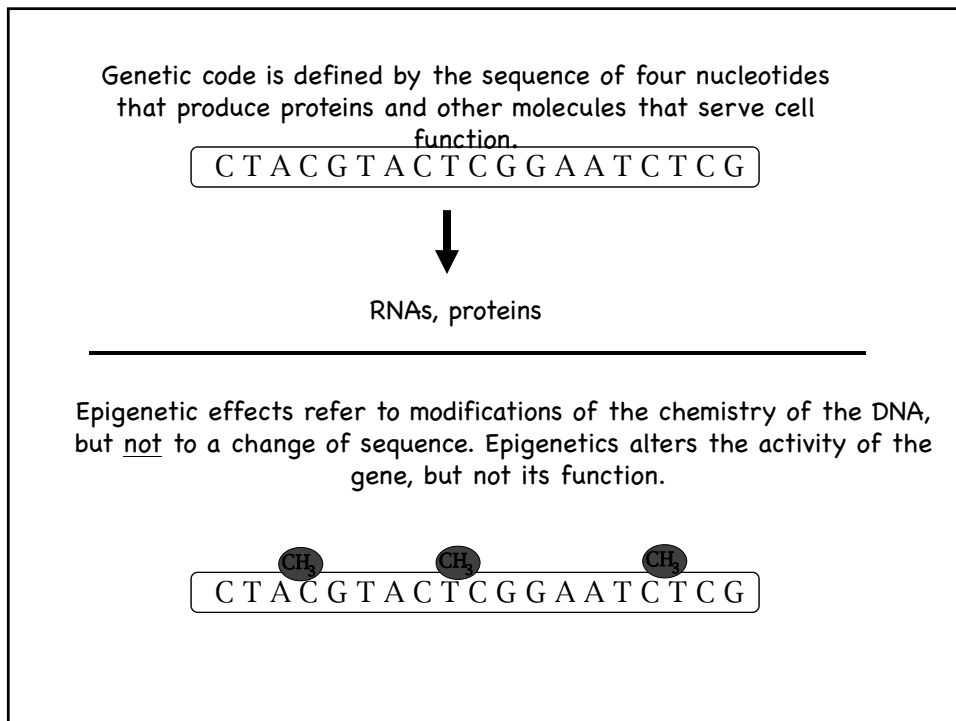 Genetic code is defined by the sequence of four nucleotides
that produce proteins and other molecules that serve cell
function.
C T A C G T A C T C G G A A T C T C G
RNAs, proteins
Epigenetic effects refer to modifications of the chemistry of the DNA,
but not to a change of sequence. Epigenetics alters the activity of the
gene, but not its function.
CH₃ CH₃ CH₃
C T A C G T A C T C G G A A T C T C G